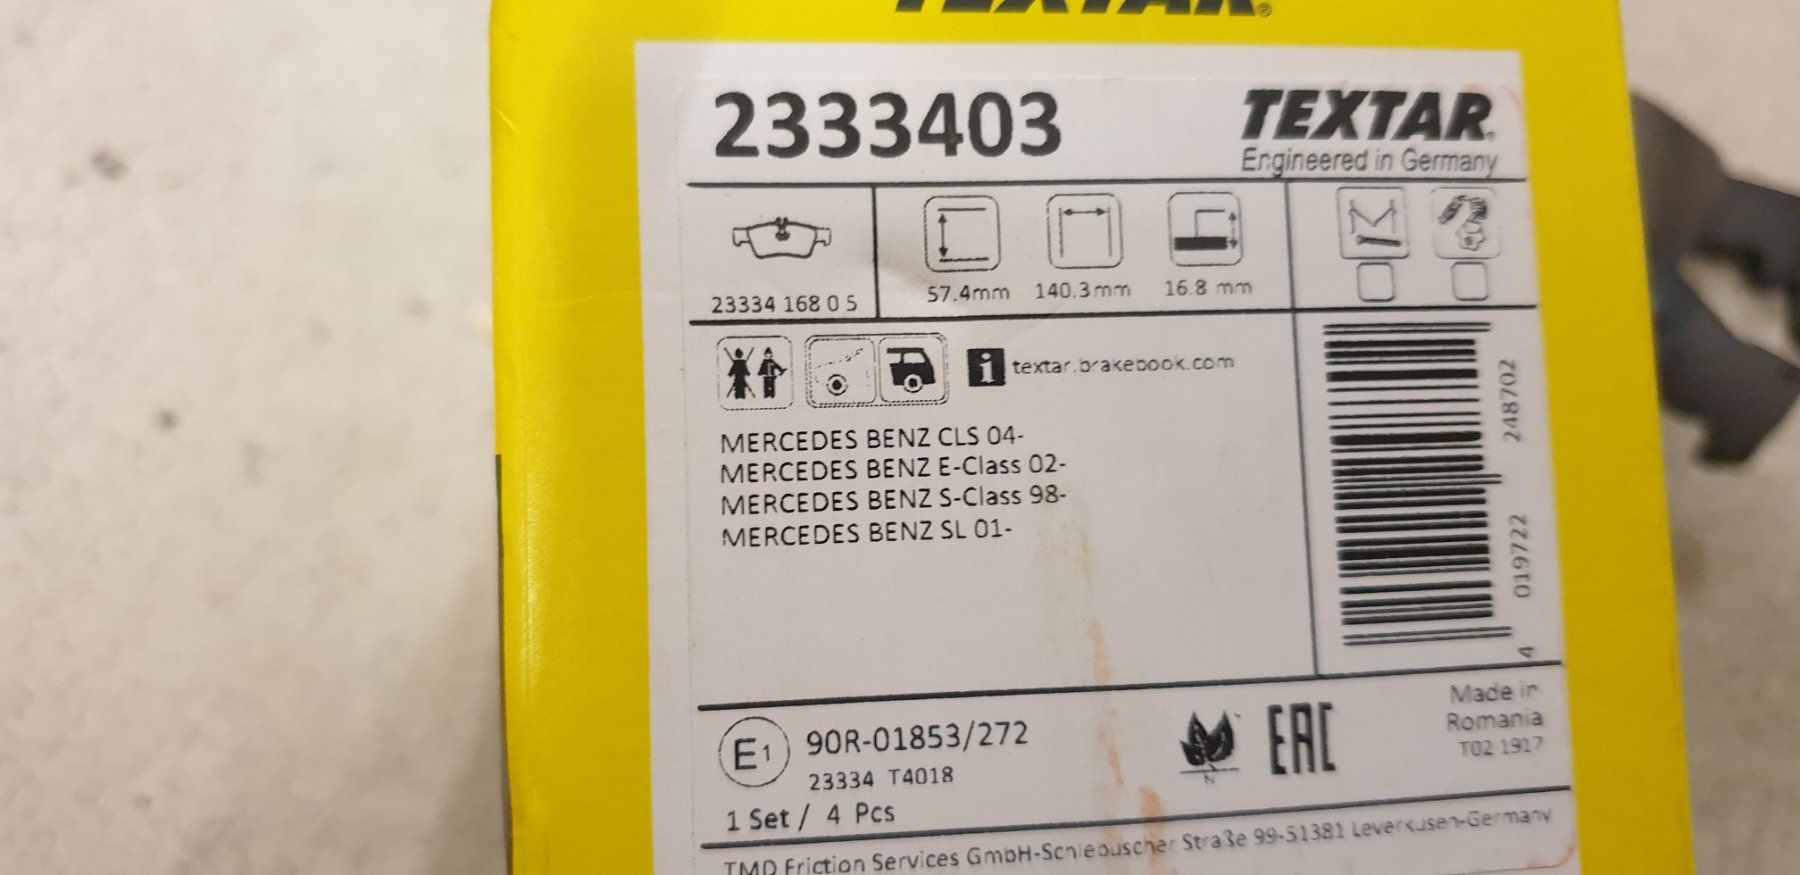 TEXTAR®
2333403
TEXTAR®
Engineered in Germany
23334 168 0 5
57.4mm 140.3mm 16.8 mm
i textar.brakebook.com
MERCEDES BENZ CLS 04-
MERCEDES BENZ E-Class 02-
MERCEDES BENZ S-Class 98-
MERCEDES BENZ SL 01-
4 019722 248702
E1 90R-01853/272
23334 T4018
1 Set / 4 Pcs
N
EAC
Made in
Romania
T02 1917
TMD Friction Services GmbH-Schlebuscher Straße 99-51381 Leverkusen-Germany